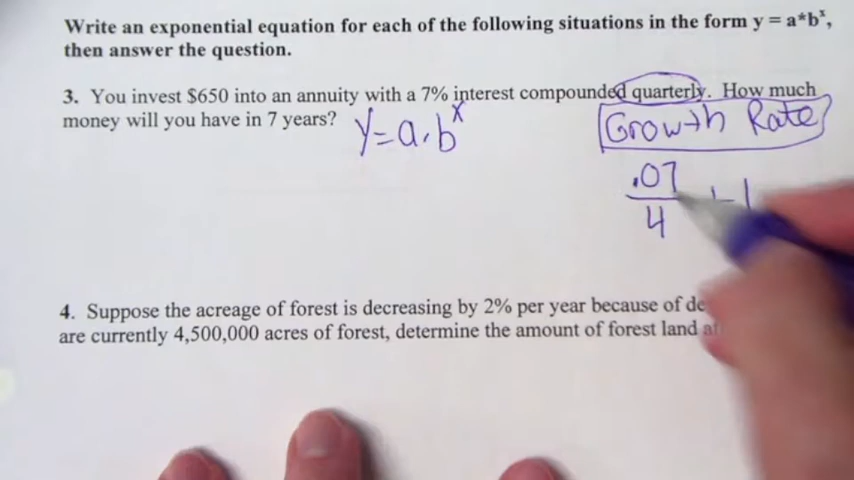 Write an exponential equation for each of the following situations in the form y = a*b^x,
then answer the question.
3. You invest $650 into an annuity with a 7% interest compounded quarterly. How much
money will you have in 7 years?
y=a·b^x
Growth Rate
.07
4
+1
4. Suppose the acreage of forest is decreasing by 2% per year because of
are currently 4,500,000 acres of forest, determine the amount of forest land